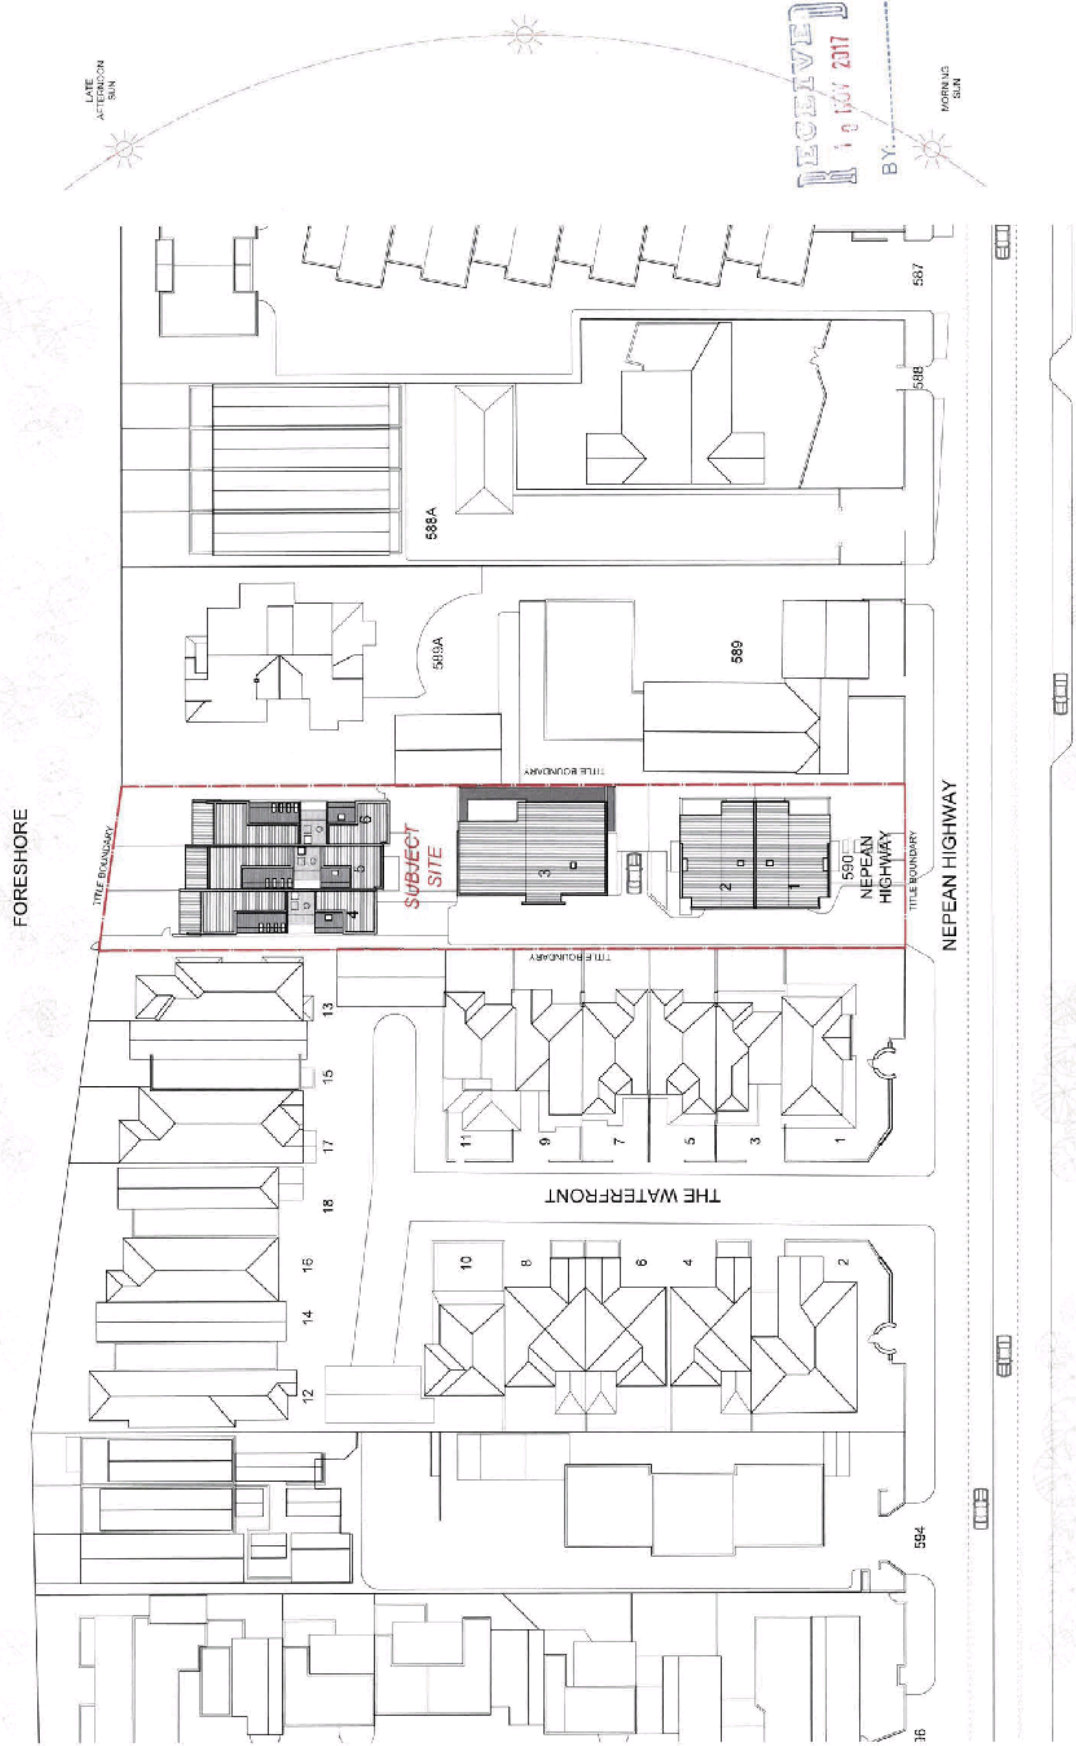 LATE
AFTERNOON
SUN
RECEIVED
10 NOV 2017
BY:
MORNING
SUN
587
588
588A
589A
589
FORESHORE
TITLE BOUNDARY
TITLE BOUNDARY
SUBJECT
SITE
6
5
4
3
2
1
590
NEPEAN
HIGHWAY
TITLE BOUNDARY
NEPEAN HIGHWAY
TITLE BOUNDARY
13
15
17
18
16
14
12
11
9
7
5
3
1
THE WATERFRONT
10
8
6
4
2
594